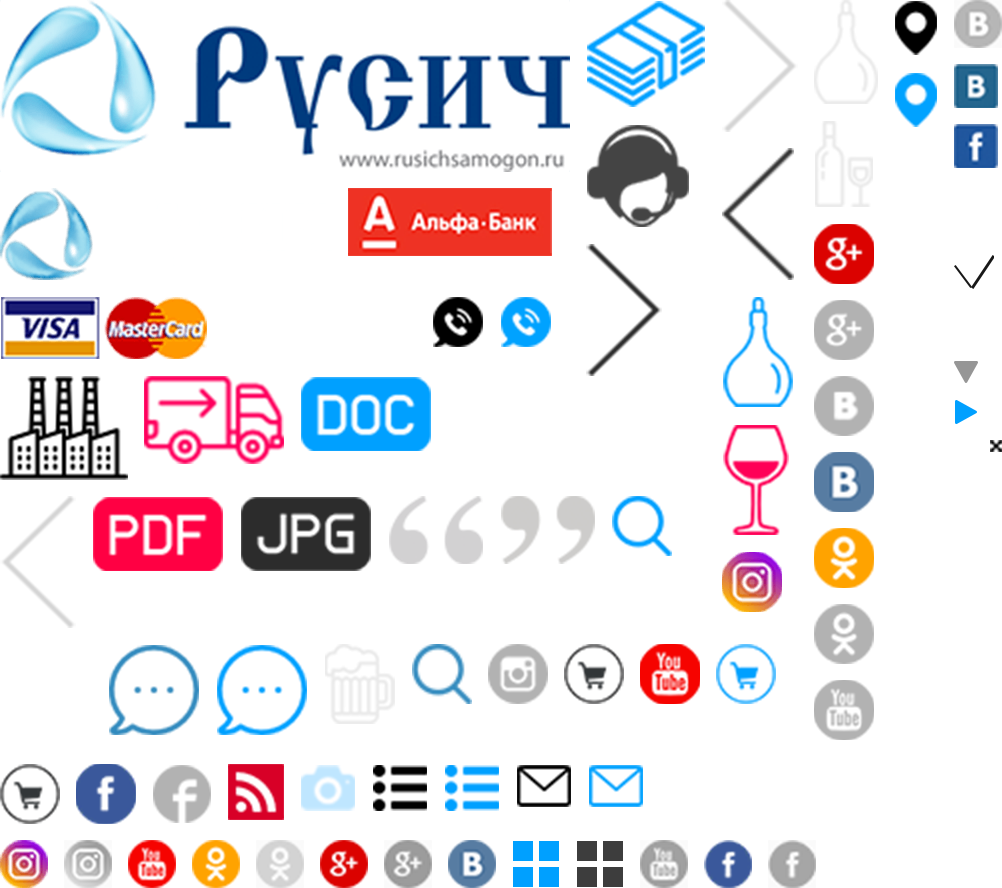 Русич
www.rusichsamogon.ru
А
Альфа·Банк
VISA
MasterCard
DOC
PDF
JPG
B
B
f
g+
g+
B
B
You
Tube
You
Tube
f
f
You
Tube
g+
g+
B
You
Tube
f
f